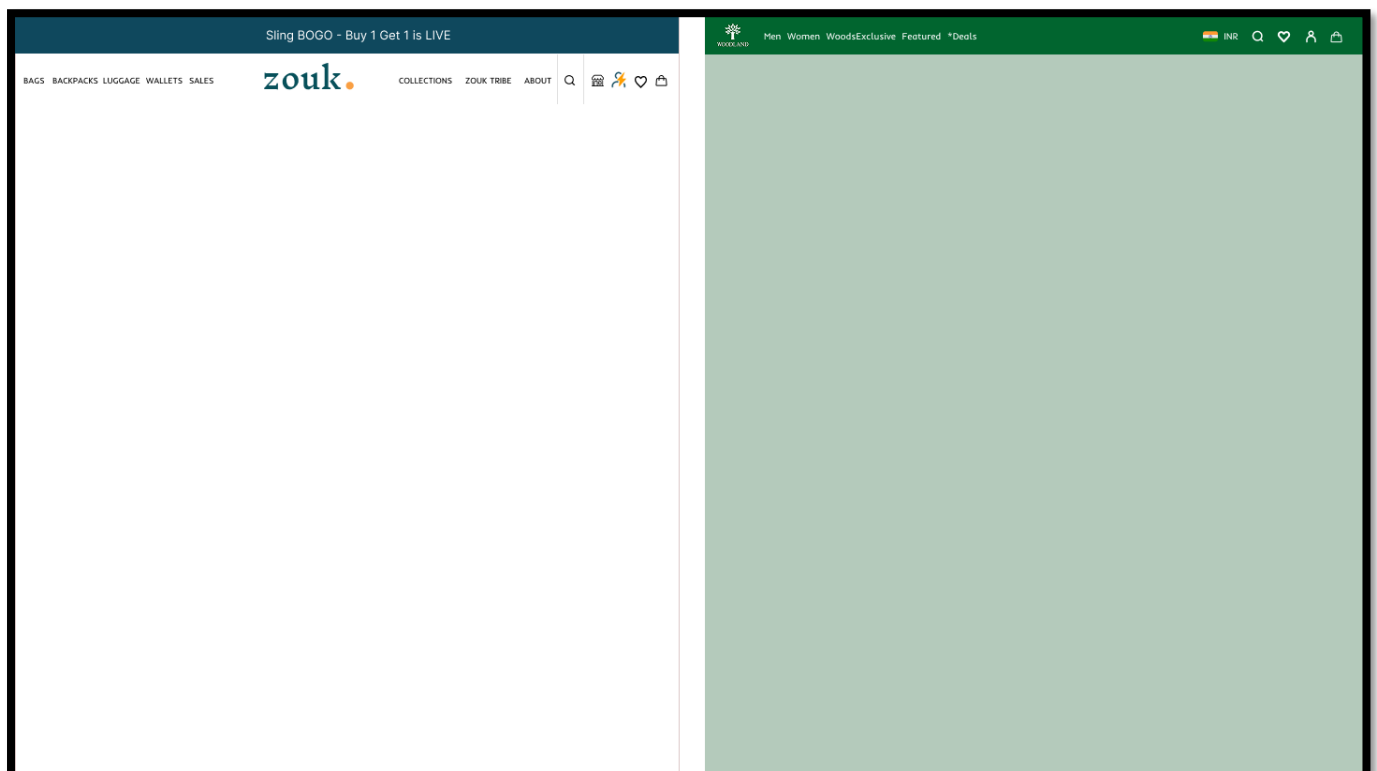 Sling BOGO - Buy 1 Get 1 is LIVE
BAGS BACKPACKS LUGGAGE WALLETS SALES zouk. COLLECTIONS ZOUK TRIBE ABOUT
WOODLAND Men Women WoodsExclusive Featured *Deals INR